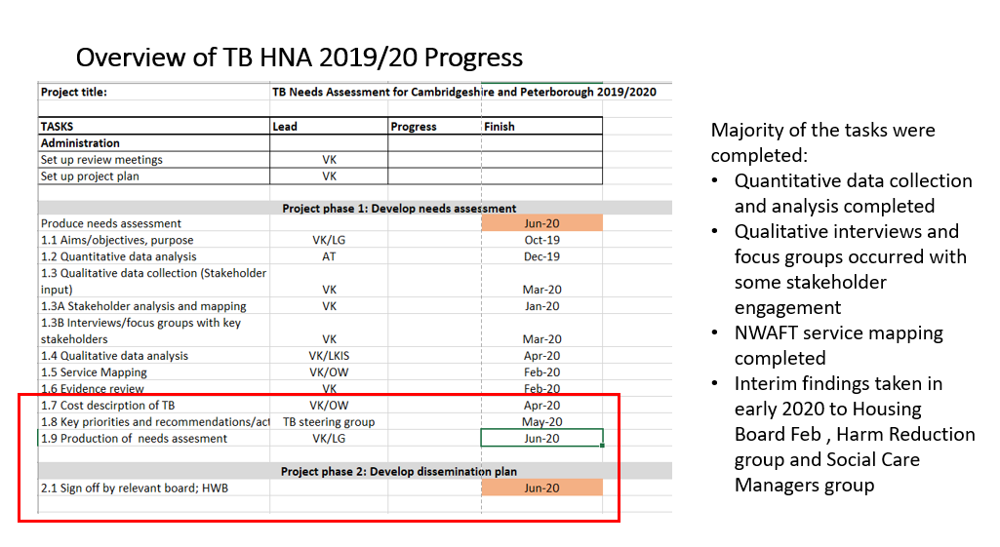 Overview of TB HNA 2019/20 Progress
Project title: TB Needs Assessment for Cambridgeshire and Peterborough 2019/2020
TASKS Lead Progress Finish
Administration
Set up review meetings VK
Set up project plan VK
Project phase 1: Develop needs assessment
Produce needs assessment Jun-20
1.1 Aims/objectives, purpose VK/LG Oct-19
1.2 Quantitative data analysis AT Dec-19
1.3 Qualitative data collection (Stakeholder
input) VK Mar-20
1.3A Stakeholder analysis and mapping VK Jan-20
1.3B Interviews/focus groups with key
stakeholders VK Mar-20
1.4 Qualitative data analysis VK/LKIS Apr-20
1.5 Service Mapping VK/OW Feb-20
1.6 Evidence review VK Feb-20
1.7 Cost descirption of TB VK/OW Apr-20
1.8 Key priorities and recommendations/act TB steering group May-20
1.9 Production of needs assesment VK/LG Jun-20
Project phase 2: Develop dissemination plan
2.1 Sign off by relevant board; HWB Jun-20
Majority of the tasks were
completed:
• Quantitative data collection
and analysis completed
• Qualitative interviews and
focus groups occurred with
some stakeholder
engagement
• NWAFT service mapping
completed
• Interim findings taken in
early 2020 to Housing
Board Feb , Harm Reduction
group and Social Care
Managers group